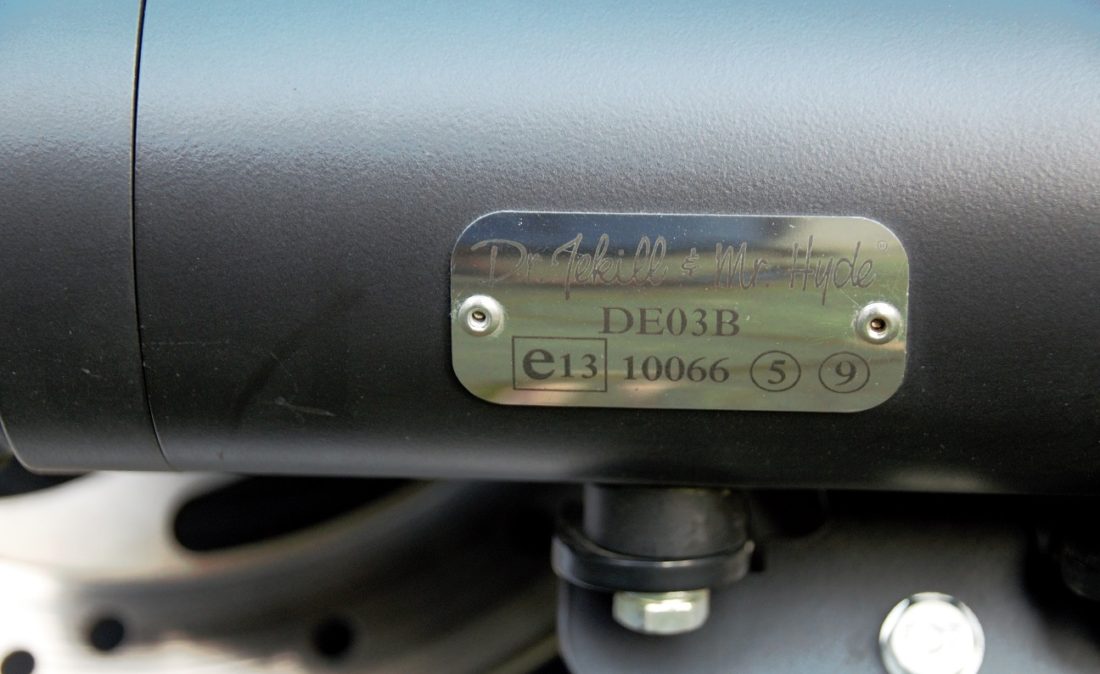 Dr. Jekill & Mr. Hyde ©
DE03B
e13 10066 5 9